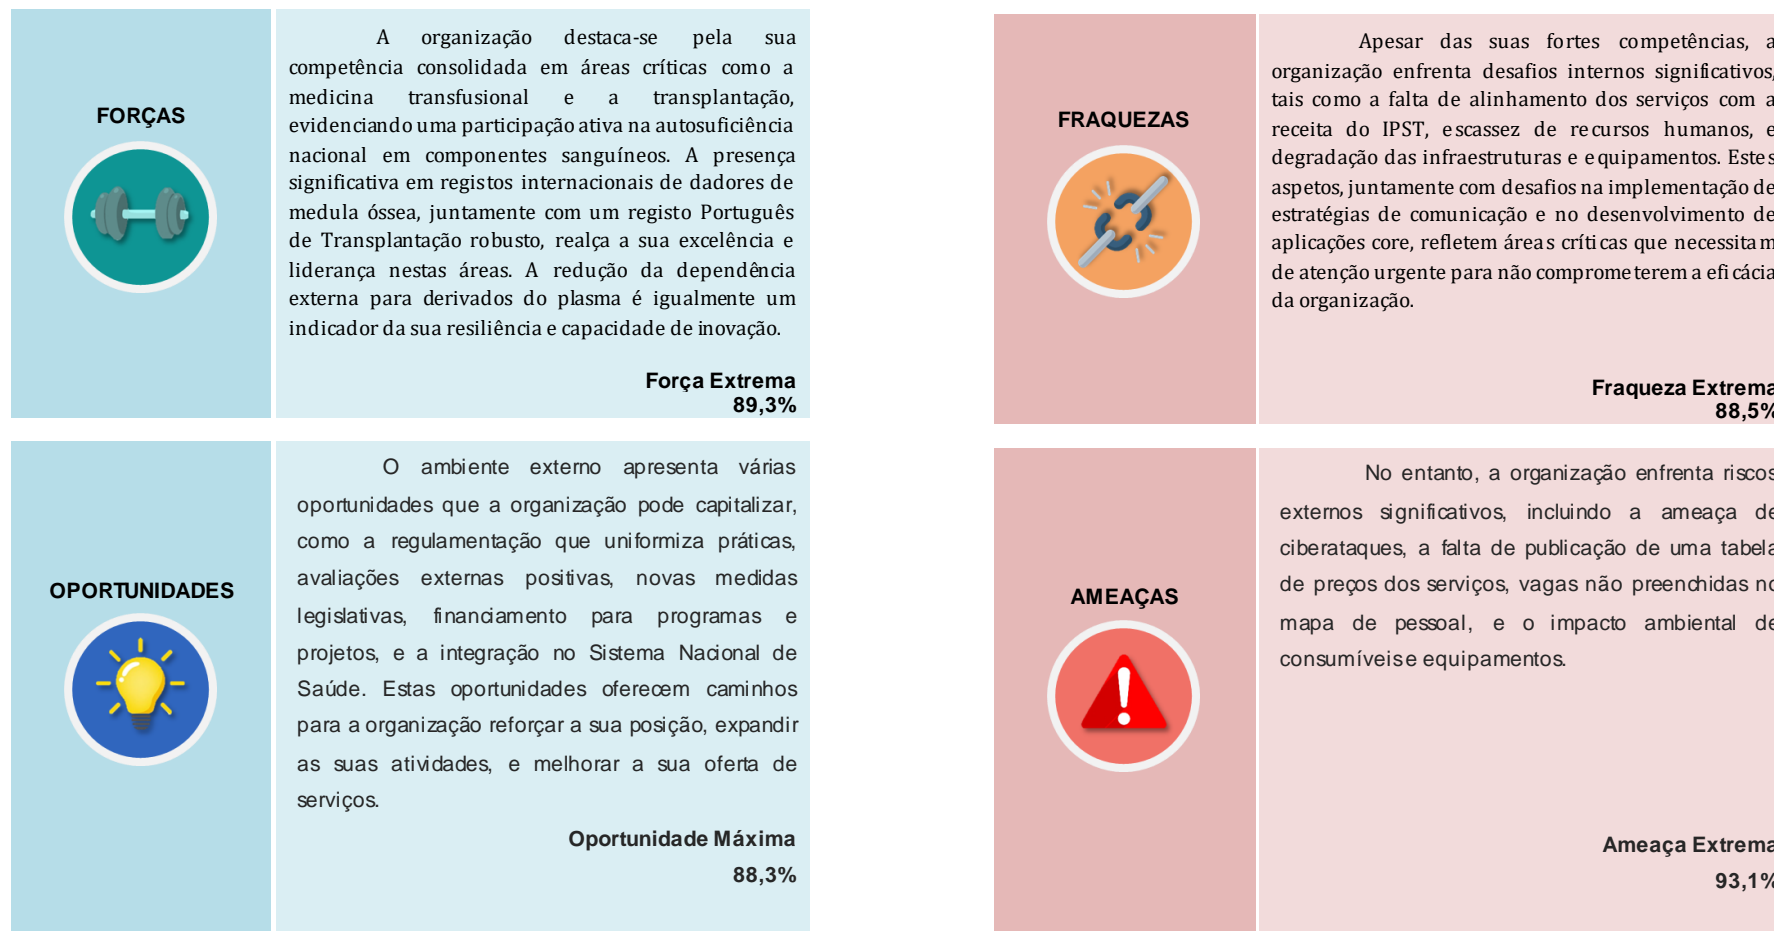 FORÇAS
A organização destaca-se pela sua
competência consolidada em áreas críticas como a
medicina transfusional e a transplantação,
evidenciando uma participação ativa na autosuficiência
nacional em componentes sanguíneos. A presença
significativa em registos internacionais de dadores de
medula óssea, juntamente com um registo Português
de Transplantação robusto, realça a sua excelência e
liderança nestas áreas. A redução da dependência
externa para derivados do plasma é igualmente um
indicador da sua resiliência e capacidade de inovação.
Força Extrema
89,3%
FRAQUEZAS
Apesar das suas fortes competências, a
organização enfrenta desafios internos significativos,
tais como a falta de alinhamento dos serviços com a
receita do IPST, escassez de recursos humanos, e
degradação das infraestruturas e equipamentos. Estes
aspetos, juntamente com desafios na implementação de
estratégias de comunicação e no desenvolvimento de
aplicações core, refletem áreas críticas que necessitam
de atenção urgente para não comprometerem a eficácia
da organização.
Fraqueza Extrema
88,5%
OPORTUNIDADES
O ambiente externo apresenta várias
oportunidades que a organização pode capitalizar,
como a regulamentação que uniformiza práticas,
avaliações externas positivas, novas medidas
legislativas, financiamento para programas e
projetos, e a integração no Sistema Nacional de
Saúde. Estas oportunidades oferecem caminhos
para a organização reforçar a sua posição, expandir
as suas atividades, e melhorar a sua oferta de
serviços.
Oportunidade Máxima
88,3%
AMEAÇAS
No entanto, a organização enfrenta riscos
externos significativos, incluindo a ameaça de
ciberataques, a falta de publicação de uma tabela
de preços dos serviços, vagas não preenchidas no
mapa de pessoal, e o impacto ambiental de
consumíveis e equipamentos.
Ameaça Extrema
93,1%